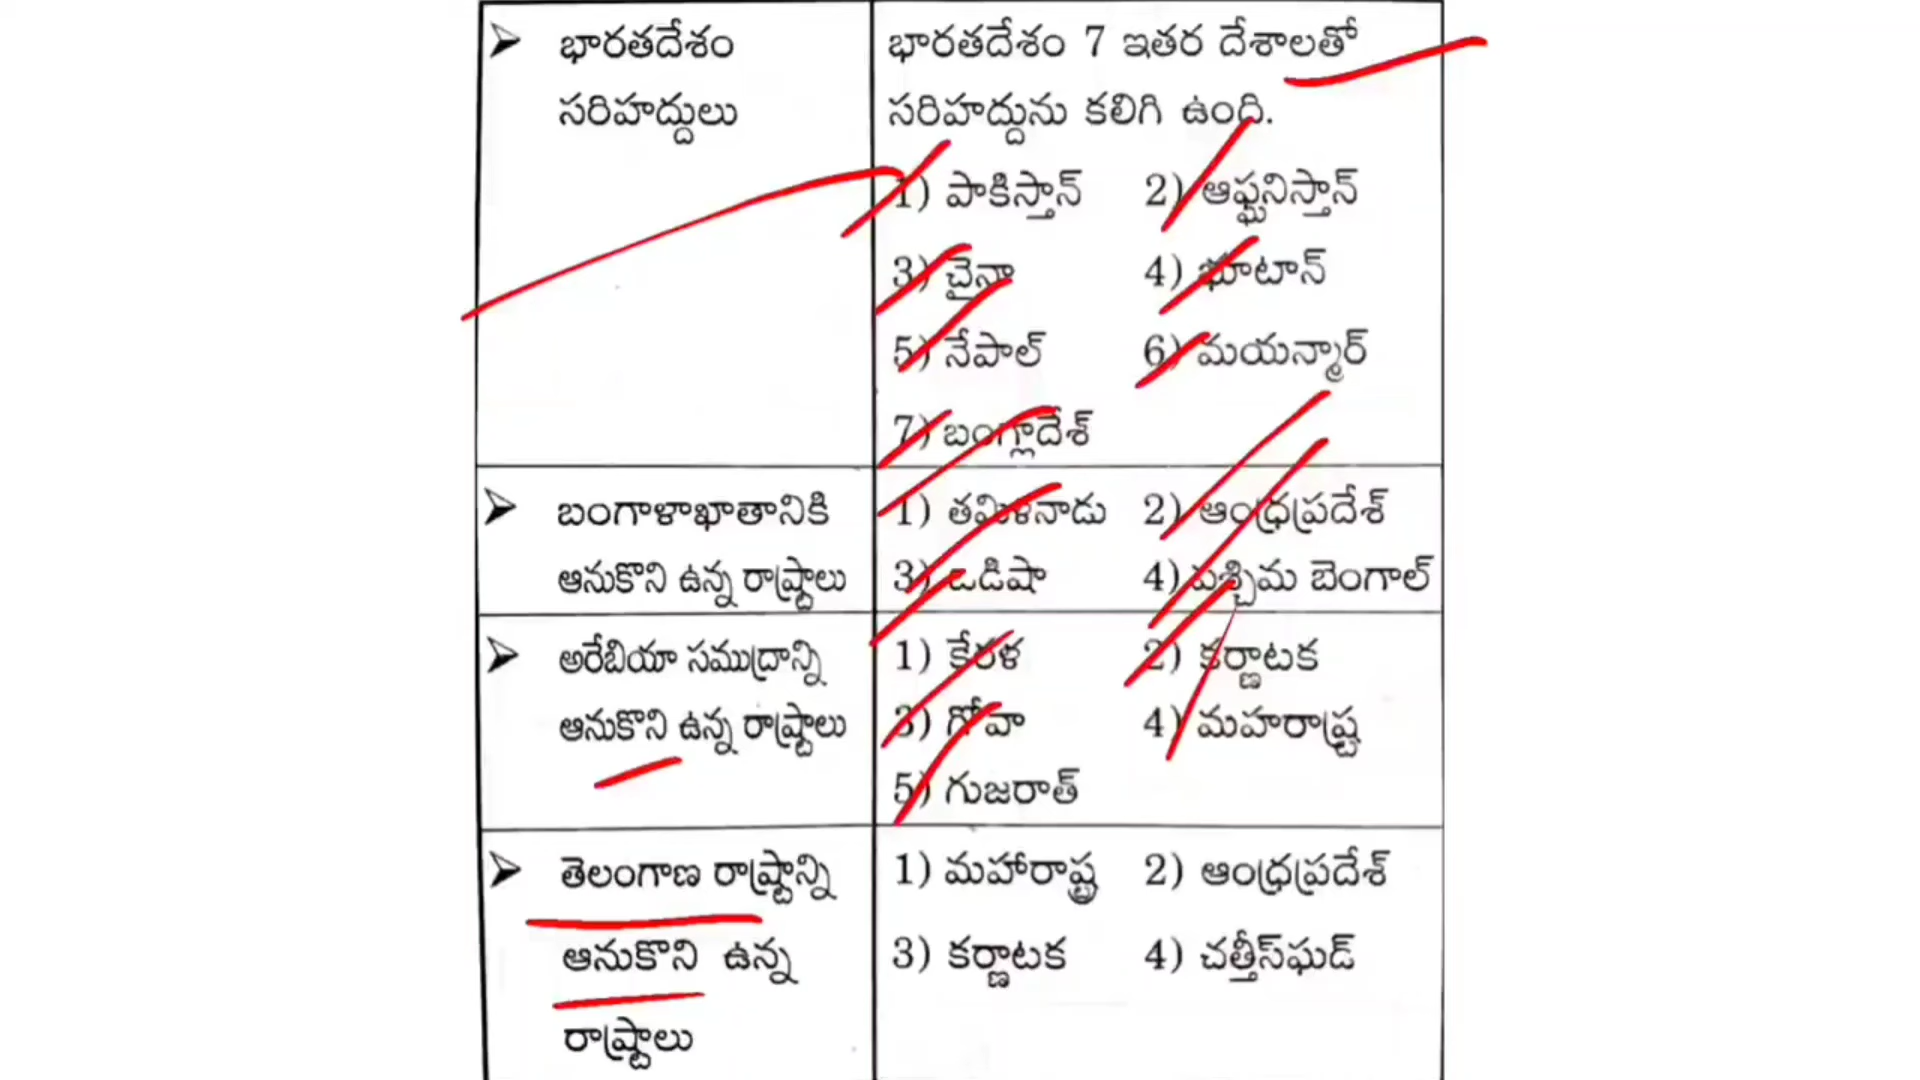 ➤ భారతదేశం
సరిహద్దులు
భారతదేశం 7 ఇతర దేశాలతో
సరిహద్దును కలిగి ఉంది.
1) పాకిస్తాన్ 2) ఆఫ్ఘనిస్తాన్
3) చైనా 4) భూటాన్
5) నేపాల్ 6) మయన్మార్
7) బంగ్లాదేశ్
➤ బంగాళాఖాతానికి
ఆనుకొని ఉన్న రాష్ట్రాలు
1) తమిళనాడు 2) ఆంధ్రప్రదేశ్
3) ఒడిషా 4) పశ్చిమ బెంగాల్
➤ అరేబియా సముద్రాన్ని
ఆనుకొని ఉన్న రాష్ట్రాలు
1) కేరళ 2) కర్ణాటక
3) గోవా 4) మహరాష్ట్ర
5) గుజరాత్
➤ తెలంగాణ రాష్ట్రాన్ని
ఆనుకొని ఉన్న
రాష్ట్రాలు
1) మహారాష్ట్ర 2) ఆంధ్రప్రదేశ్
3) కర్ణాటక 4) చత్తీస్‌ఘడ్